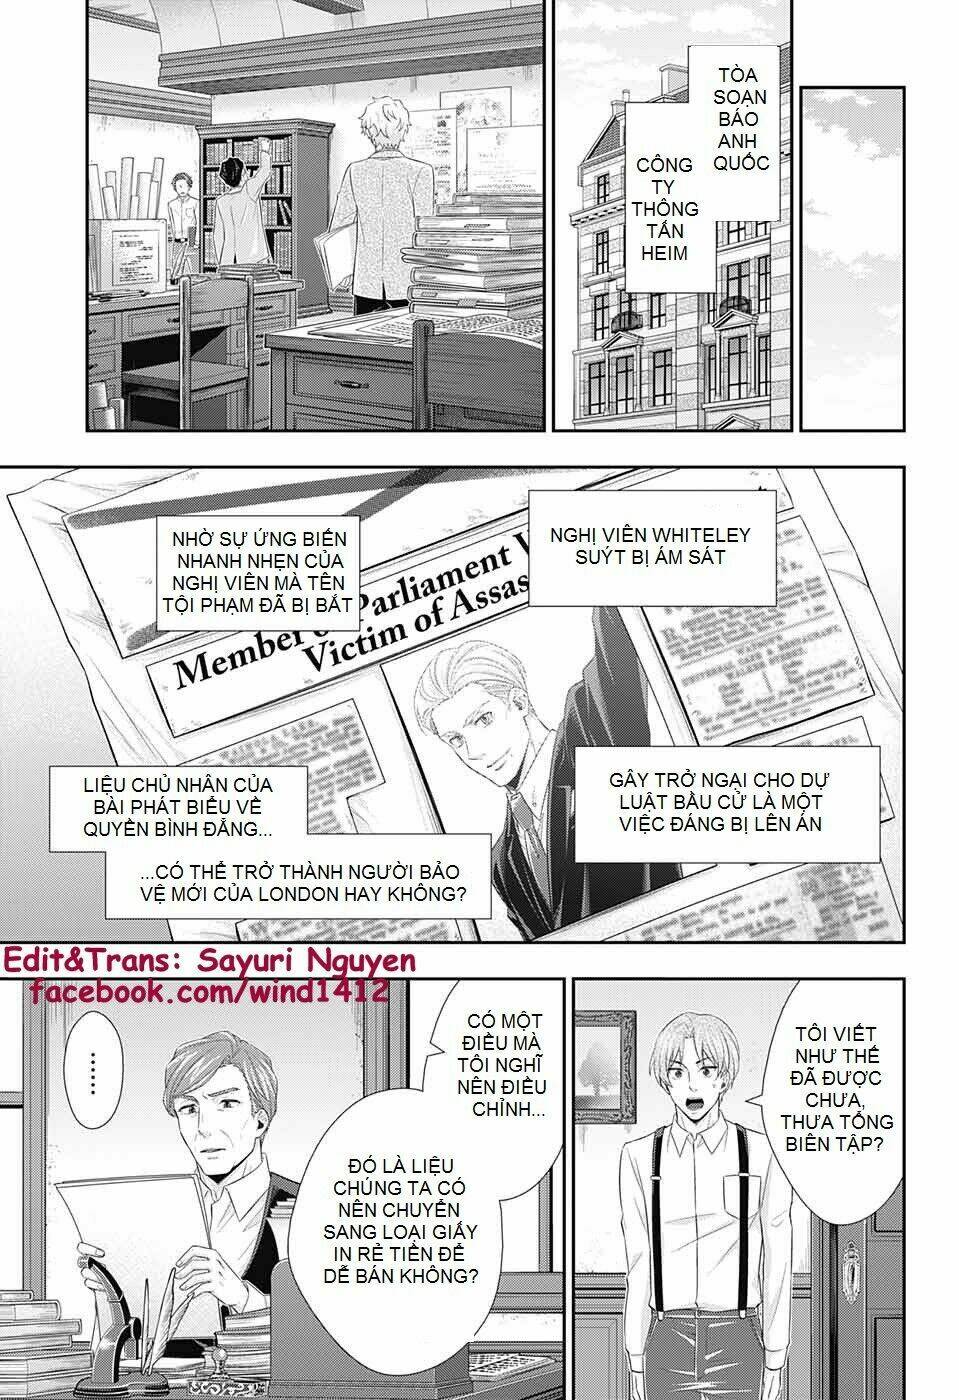 TÒA
SOẠN
BÁO
ANH
QUỐC
CÔNG
TY
THÔNG
TẤN
HEIM
NGHỊ VIÊN WHITELEY
SUÝT BỊ ÁM SÁT
NHỜ SỰ ỨNG BIẾN
NHANH NHẸN CỦA
NGHỊ VIÊN MÀ TÊN
TỘI PHẠM ĐÃ BỊ BẮT
Parliament
Victim of
GÂY TRỞ NGẠI CHO DỰ
LUẬT BẦU CỬ LÀ MỘT
VIỆC ĐÁNG BỊ LÊN ÁN
LIỆU CHỦ NHÂN CỦA
BÀI PHÁT BIỂU VỀ
QUYỀN BÌNH ĐẲNG...
...CÓ THỂ TRỞ THÀNH NGƯỜI BẢO
VỆ MỚI CỦA LONDON HAY KHÔNG?
Edit&Trans: Sayuri Nguyen
facebook.com/wind1412
TÔI VIẾT
NHƯ THẾ
ĐÃ ĐƯỢC
CHƯA,
THƯA TỔNG
BIÊN TẬP?
CÓ MỘT
ĐIỀU MÀ
TÔI NGHĨ
NÊN ĐIỀU
CHỈNH...
ĐÓ LÀ LIỆU
CHÚNG TA CÓ
NÊN CHUYỂN
SANG LOẠI GIẤY
IN RẺ TIỀN ĐỂ
DỄ BÁN KHÔNG?
......